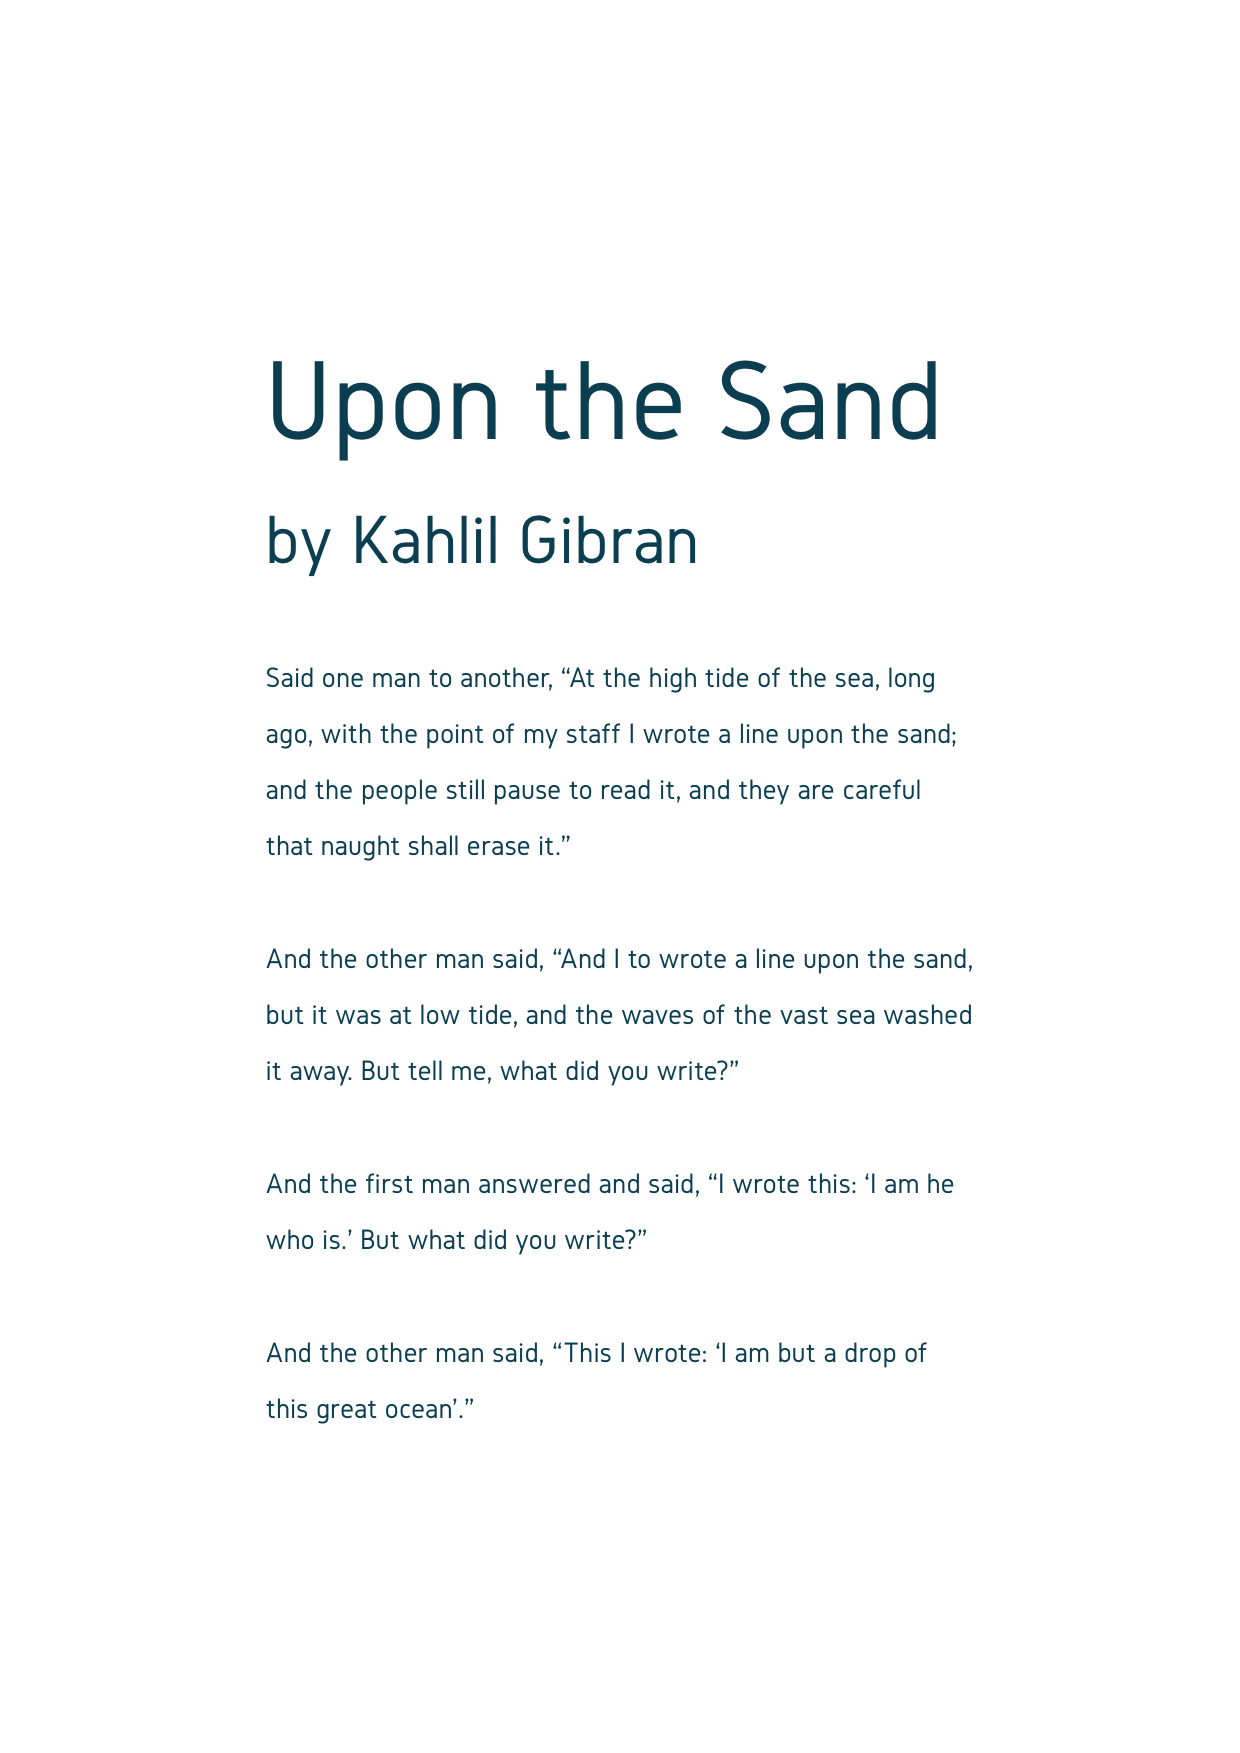 Upon the Sand
by Kahlil Gibran
Said one man to another, “At the high tide of the sea, long
ago, with the point of my staff I wrote a line upon the sand;
and the people still pause to read it, and they are careful
that naught shall erase it.”
And the other man said, “And I to wrote a line upon the sand,
but it was at low tide, and the waves of the vast sea washed
it away. But tell me, what did you write?”
And the first man answered and said, “I wrote this: ‘I am he
who is.’ But what did you write?”
And the other man said, “This I wrote: ‘I am but a drop of
this great ocean’.”